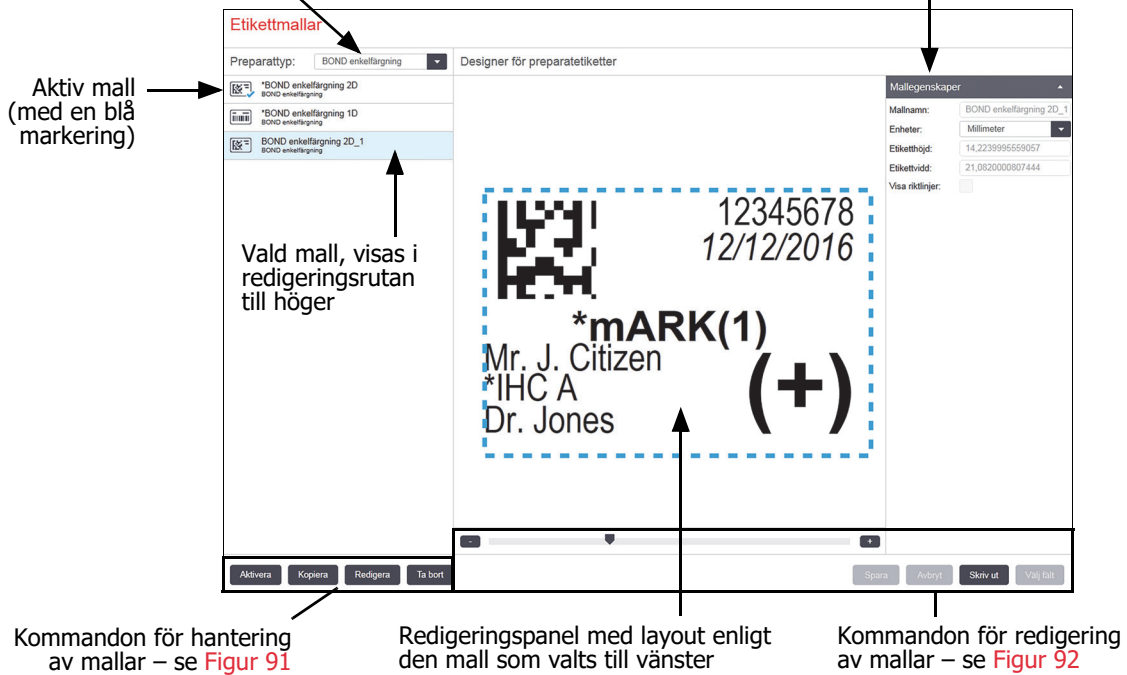 Etikettmallar
Preparattyp:
BOND enkelfärgning
Designer för preparatetiketter
Aktiv mall
(med en blå
markering)
*BOND enkelfärgning 2D
BOND enkelfärgning
*BOND enkelfärgning 1D
BOND enkelfärgning
BOND enkelfärgning 2D_1
BOND enkelfärgning
Vald mall, visas i
redigeringsrutan
till höger
12345678
12/12/2016
*mARK(1)
Mr. J. Citizen
*IHC A
Dr. Jones
(+)
Mallegenskaper
Mallnamn: BOND enkelfärgning 2D_1
Enheter: Millimeter
Etiketthöjd: 14,2239995559057
Etikettvidd: 21,0820000807444
Visa riktlinjer:
- +
Aktivera Kopiera Redigera Ta bort
Spara Avbryt Skriv ut Välj fält
Kommandon för hantering
av mallar – se Figur 91
Redigeringspanel med layout enligt
den mall som valts till vänster
Kommandon för redigering
av mallar – se Figur 92